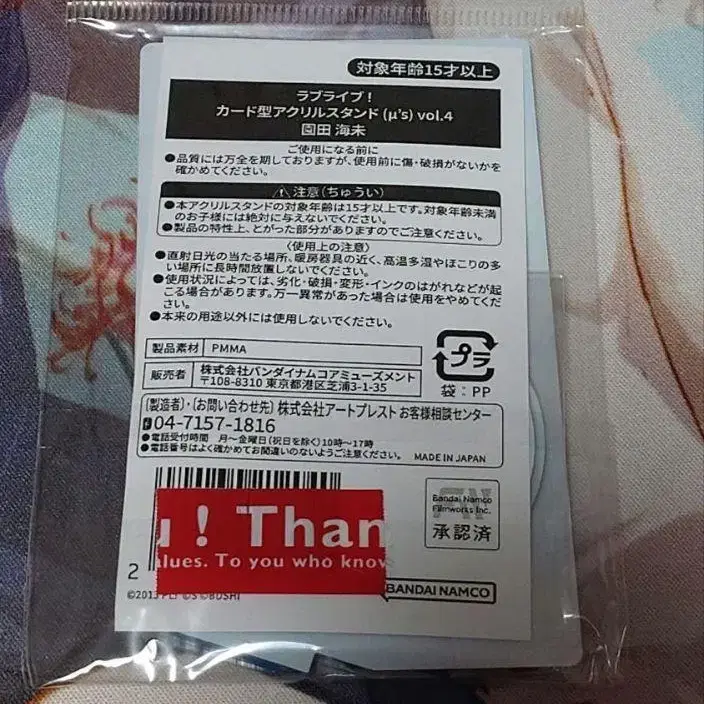 対象年齢15才以上
ラブライブ！
カード型アクリルスタンド(μ's) vol.4
園田 海未
ご使用になる前に
●品質には万全を期しておりますが、使用前に傷・破損がないかを
確かめてください。
⚠注意(ちゅうい)
●本アクリルスタンドの対象年齢は15才以上です。対象年齢未満
のお子様には絶対に与えないでください。
●製品の特性上、とがった部分がありますのでご注意ください。
〈使用上の注意〉
●直射日光の当たる場所、暖房器具の近く、高温多湿やほこりの多
い場所に長時間放置しないでください。
●使用状況によっては、劣化・破損・変形・インクのはがれなどが起
こる場合があります。万一異常があった場合は使用をやめてくだ
さい。
●本来の用途以外には使用しないでください。
製品素材 PMMA
販売者 株式会社バンダイナムコアミューズメント
〒108-8310 東京都港区芝浦3-1-35
プラ
袋：PP
〔製造者〕・〔お問い合わせ先〕株式会社アートプレスト お客様相談センター
04-7157-1816
●電話受付時間 月〜金曜日(祝日を除く)10時〜17時
●電話番号はよく確かめてお間違いのないようご注意ください。
MADE IN JAPAN
Bandai Namco
Filmworks Inc.
承認済
u ! Than
alues. To you who know
2
BANDAI NAMCO